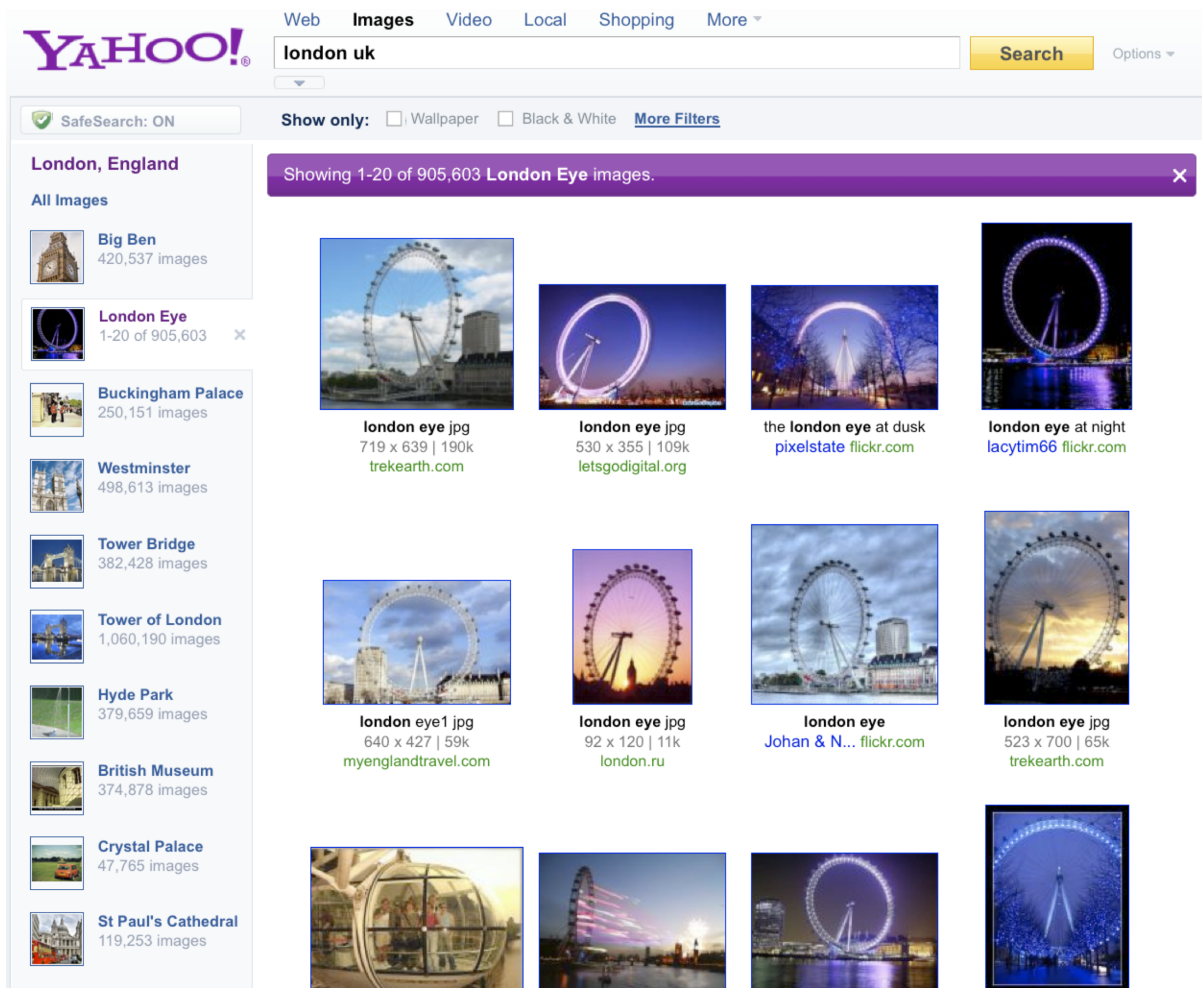 Web Images Video Local Shopping More
YAHOO!®
london uk
Search
Options
SafeSearch: ON
Show only: Wallpaper Black & White More Filters
London, England
All Images
Big Ben
420,537 images
London Eye
1-20 of 905,603
Buckingham Palace
250,151 images
Westminster
498,613 images
Tower Bridge
382,428 images
Tower of London
1,060,190 images
Hyde Park
379,659 images
British Museum
374,878 images
Crystal Palace
47,765 images
St Paul's Cathedral
119,253 images
Showing 1-20 of 905,603 London Eye images.
london eye jpg
719 x 639 | 190k
trekearth.com
london eye jpg
530 x 355 | 109k
letsgodigital.org
the london eye at dusk
pixelstate flickr.com
london eye at night
lacytim66 flickr.com
london eye1 jpg
640 x 427 | 59k
myenglandtravel.com
london eye jpg
92 x 120 | 11k
london.ru
london eye
Johan & N... flickr.com
london eye jpg
523 x 700 | 65k
trekearth.com